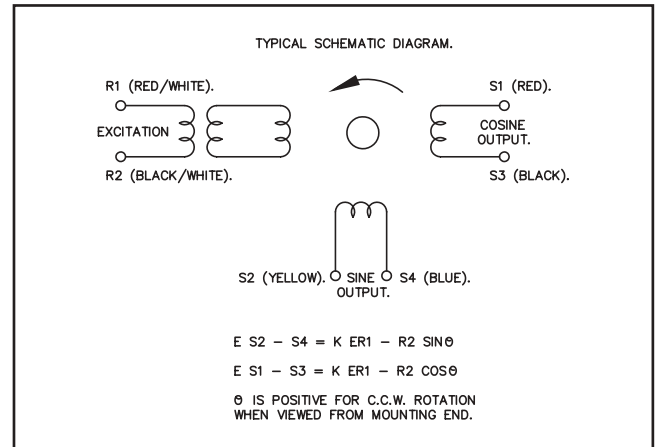 TYPICAL SCHEMATIC DIAGRAM.
R1 (RED/WHITE).
S1 (RED).
EXCITATION
COSINE
OUTPUT.
R2 (BLACK/WHITE).
S3 (BLACK).
S2 (YELLOW).
SINE
OUTPUT.
S4 (BLUE).
E S2 – S4 = K ER1 – R2 SINθ
E S1 – S3 = K ER1 – R2 COSθ
θ IS POSITIVE FOR C.C.W. ROTATION
WHEN VIEWED FROM MOUNTING END.